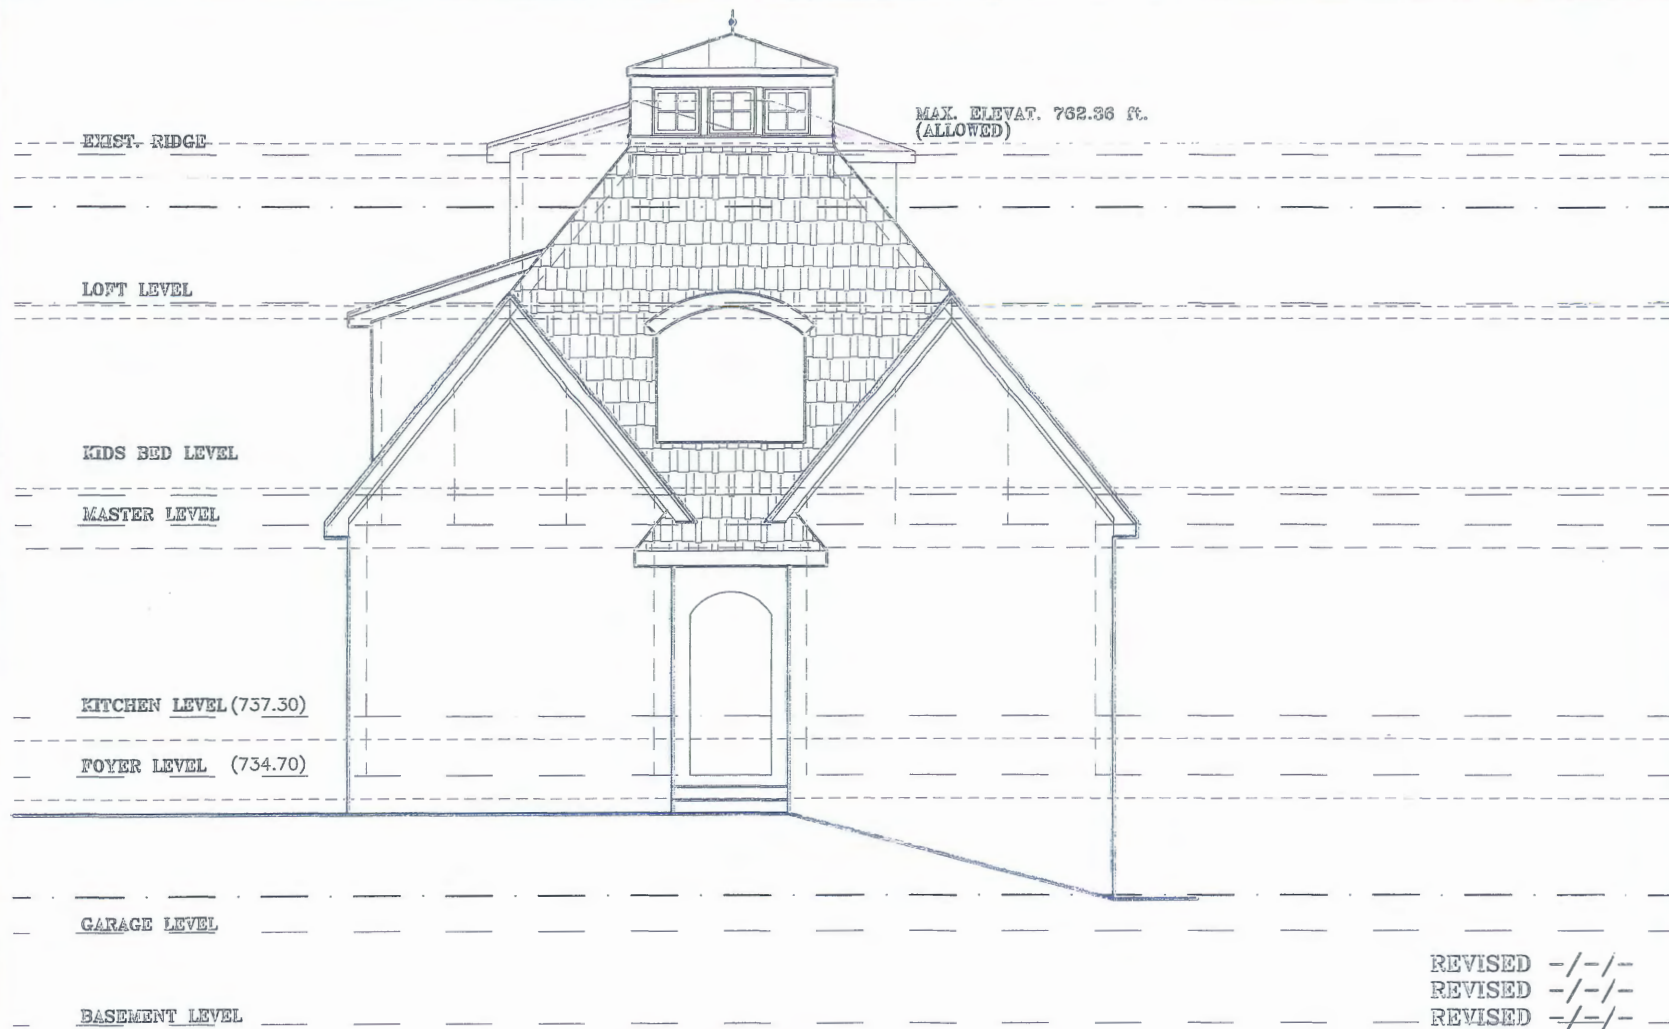 MAX. ELEVAT. 762.36 ft.
(ALLOWED)
EXIST. RIDGE
LOFT LEVEL
KIDS BED LEVEL
MASTER LEVEL
KITCHEN LEVEL (737.30)
FOYER LEVEL (734.70)
GARAGE LEVEL
BASEMENT LEVEL
REVISED -/-/-
REVISED -/-/-
REVISED -/-/-